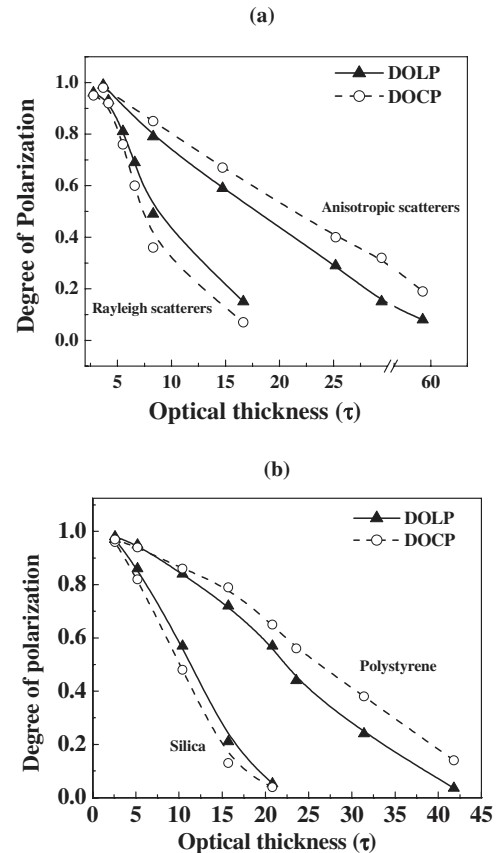 (a)
DOLP
DOCP
1.0
0.8
0.6
0.4
0.2
0.0
Degree of Polarization
Anisotropic scatterers
Rayleigh scatterers
5 10 15 20 25 60
Optical thickness (τ)
(b)
DOLP
DOCP
1.0
0.8
0.6
0.4
0.2
0.0
Degree of polarization
Polystyrene
Silica
0 5 10 15 20 25 30 35 40 45
Optical thickness (τ)